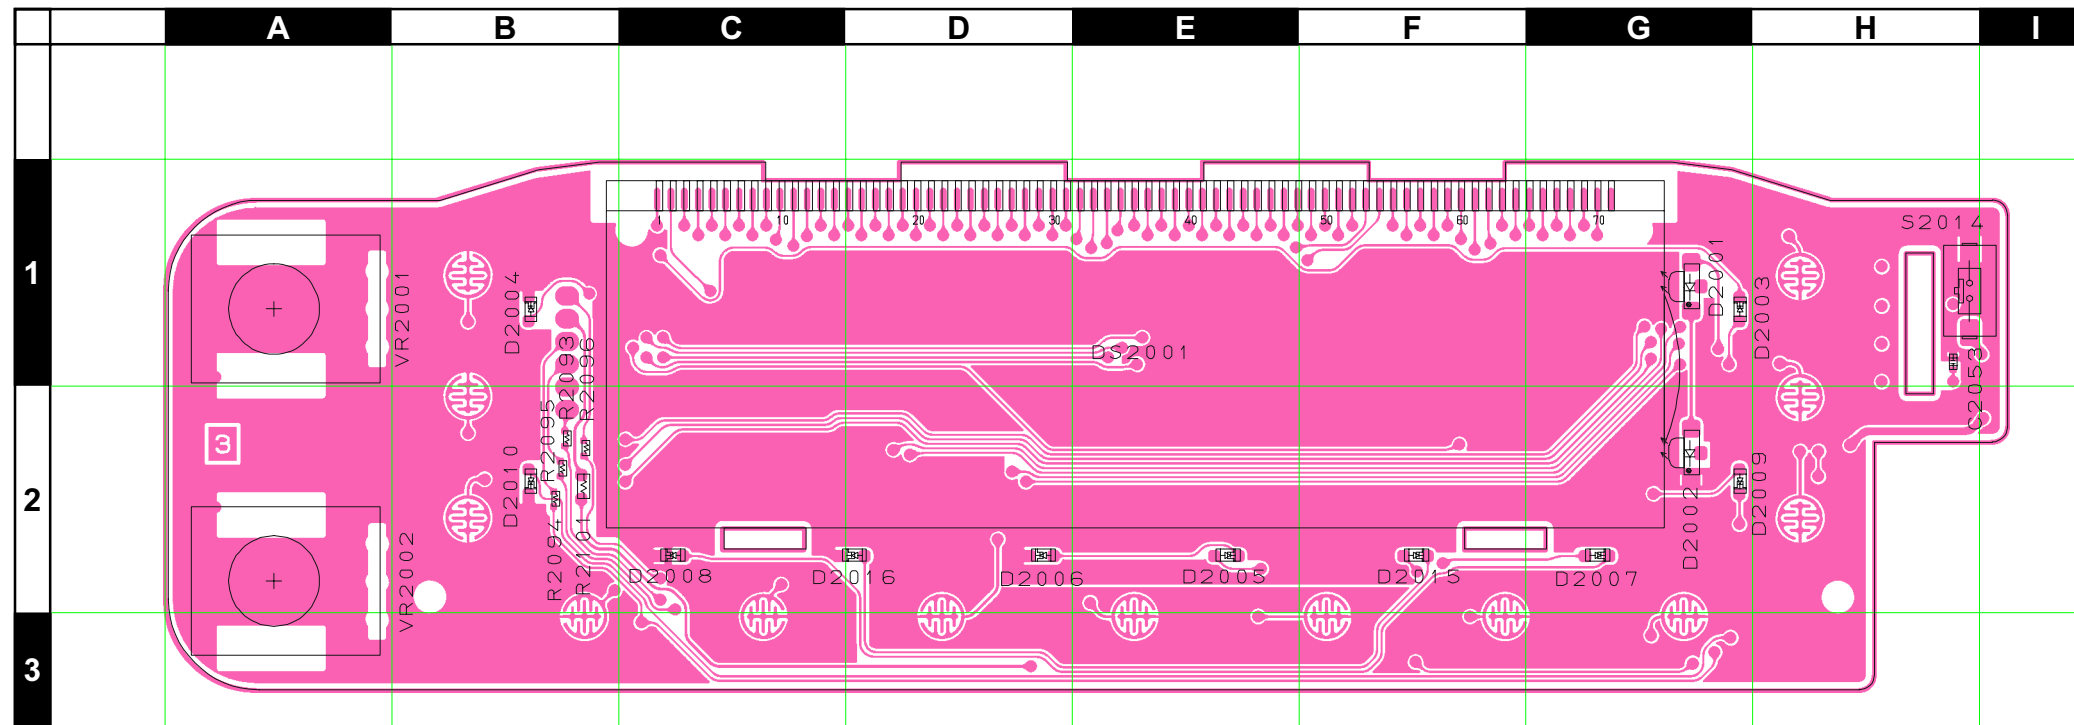 A B C D E F G H I
1
2
3
1 10 20 30 40 50 60 70
S2014
D2001
D2003
D2004
VR2001
R2093
R2096
DS2001
C2053
R2095
3
D2010
D2002
D2009
R2094
R2101
VR2002
D2008 D2016 D2006 D2005 D2015 D2007